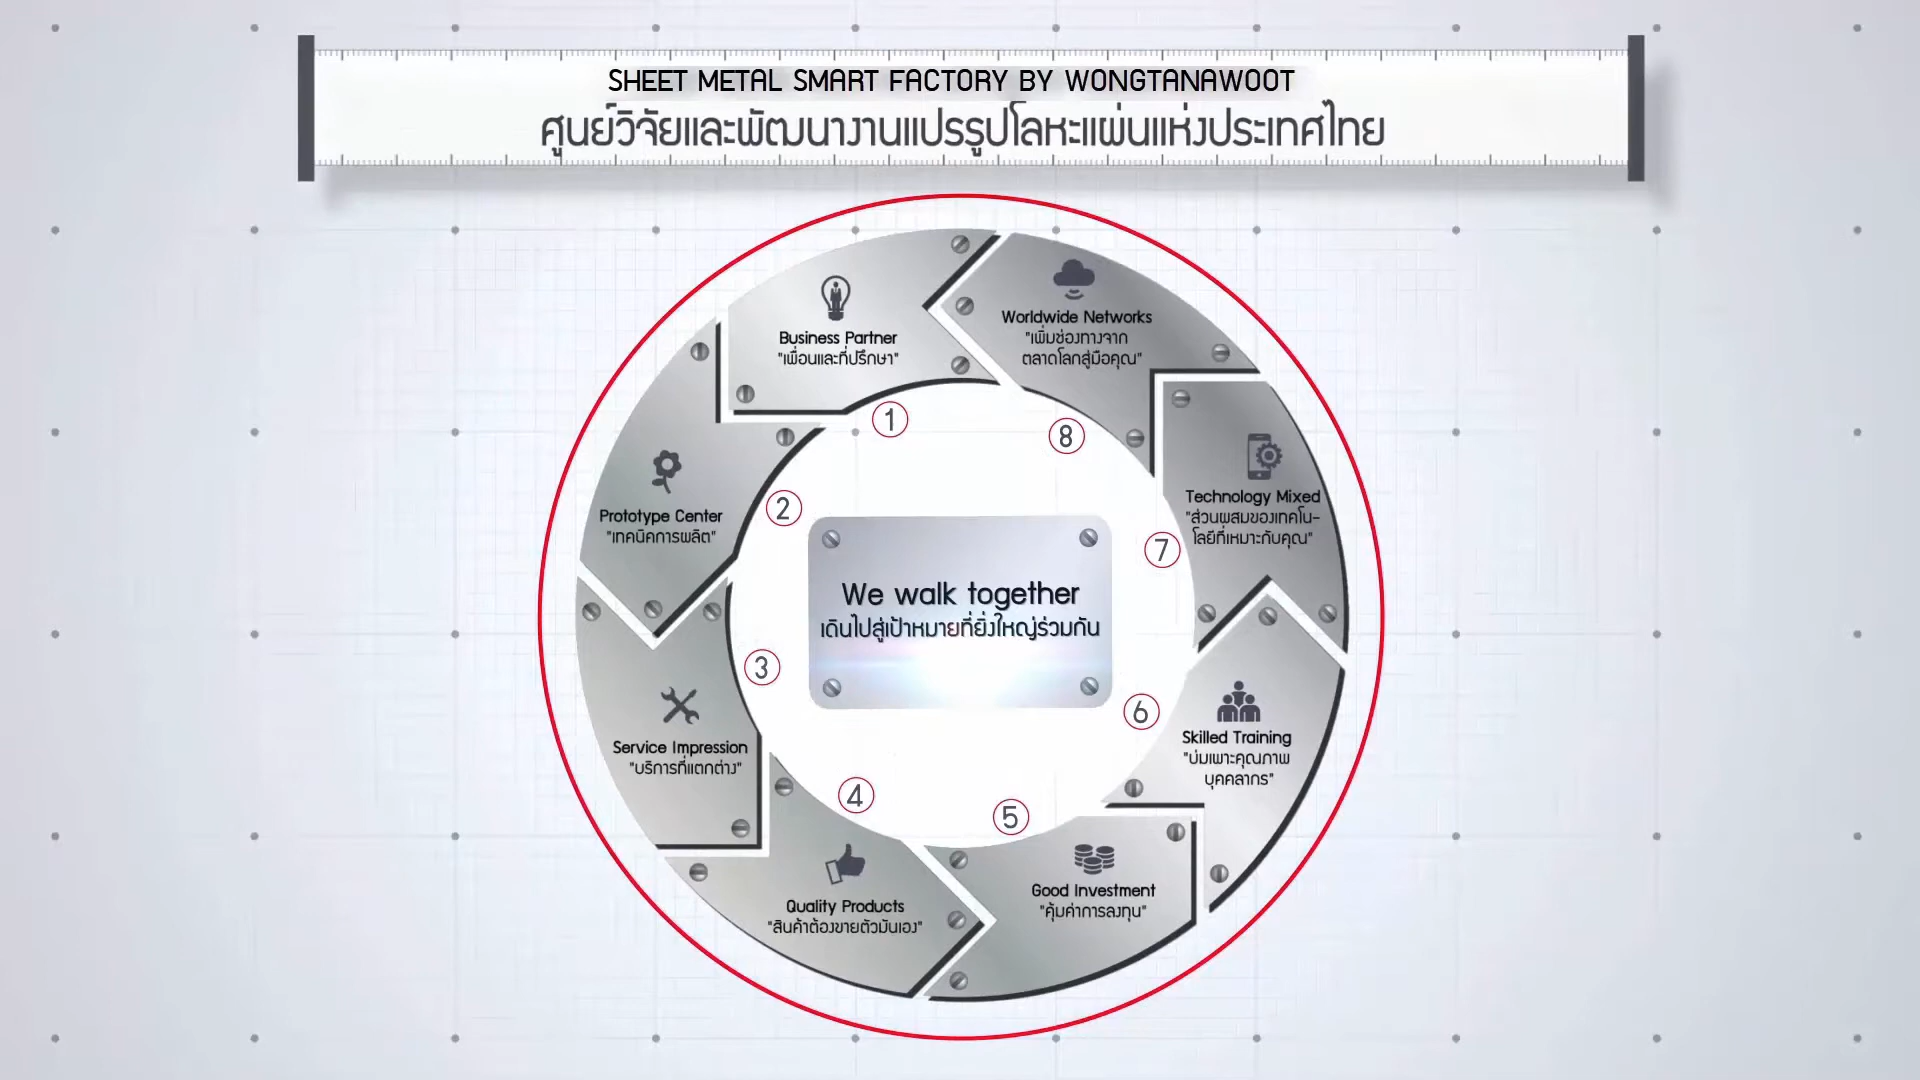 SHEET METAL SMART FACTORY BY WONGTANAWOOT
ศูนย์วิจัยและพัฒนางานแปรรูปโลหะแผ่นแห่งประเทศไทย
Business Partner
"เพื่อนและที่ปรึกษา"
1
Prototype Center
"เทคนิคการผลิต"
2
Service Impression
"บริการที่แตกต่าง"
3
Quality Products
"สินค้าต้องขายตัวมันเอง"
4
Good Investment
"คุ้มค่าการลงทุน"
5
Skilled Training
"บ่มเพาะคุณภาพ
บุคคลากร"
6
Technology Mixed
"ส่วนผสมของเทคโน-
โลยีที่เหมาะกับคุณ"
7
Worldwide Networks
"เพิ่มช่องทางจาก
ตลาดโลกสู่มือคุณ"
8
We walk together
เดินไปสู่เป้าหมายที่ยิ่งใหญ่ร่วมกัน